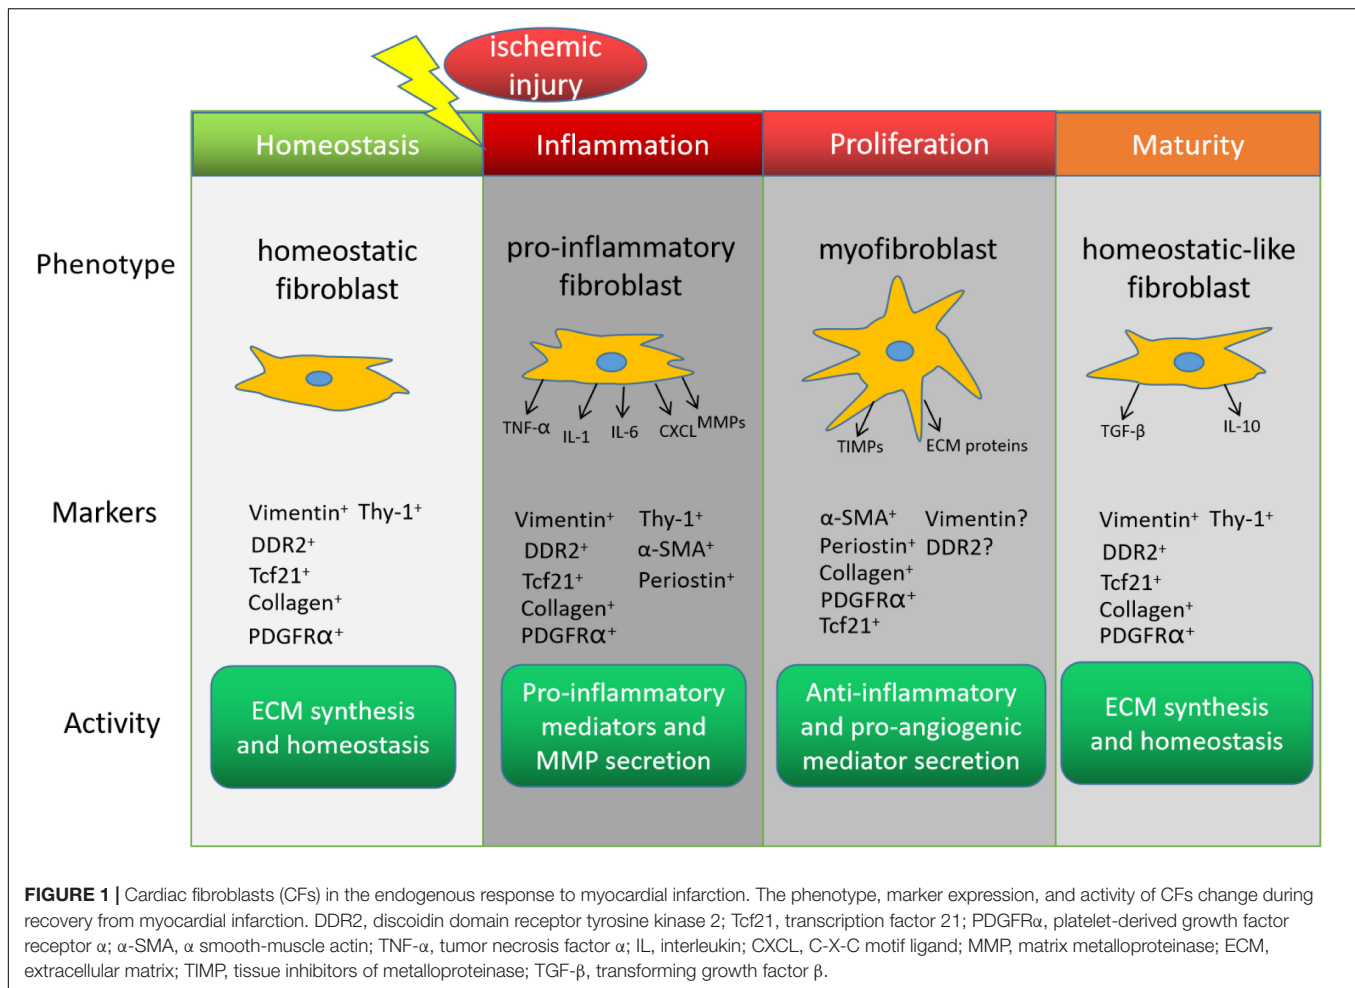 ischemic
injury
Homeostasis
Inflammation
Proliferation
Maturity
Phenotype
homeostatic
fibroblast
pro-inflammatory
fibroblast
myofibroblast
homeostatic-like
fibroblast
TNF-α
IL-1
IL-6
CXCL
MMPs
TIMPs
ECM proteins
TGF-β
IL-10
Markers
Vimentin⁺ Thy-1⁺
DDR2⁺
Tcf21⁺
Collagen⁺
PDGFRα⁺
Vimentin⁺ Thy-1⁺
DDR2⁺ α-SMA⁺
Tcf21⁺ Periostin⁺
Collagen⁺
PDGFRα⁺
α-SMA⁺ Vimentin?
Periostin⁺ DDR2?
Collagen⁺
PDGFRα⁺
Tcf21⁺
Vimentin⁺ Thy-1⁺
DDR2⁺
Tcf21⁺
Collagen⁺
PDGFRα⁺
Activity
ECM synthesis
and homeostasis
Pro-inflammatory
mediators and
MMP secretion
Anti-inflammatory
and pro-angiogenic
mediator secretion
ECM synthesis
and homeostasis
FIGURE 1 | Cardiac fibroblasts (CFs) in the endogenous response to myocardial infarction. The phenotype, marker expression, and activity of CFs change during
recovery from myocardial infarction. DDR2, discoidin domain receptor tyrosine kinase 2; Tcf21, transcription factor 21; PDGFRα, platelet-derived growth factor
receptor α; α-SMA, α smooth-muscle actin; TNF-α, tumor necrosis factor α; IL, interleukin; CXCL, C-X-C motif ligand; MMP, matrix metalloproteinase; ECM,
extracellular matrix; TIMP, tissue inhibitors of metalloproteinase; TGF-β, transforming growth factor β.